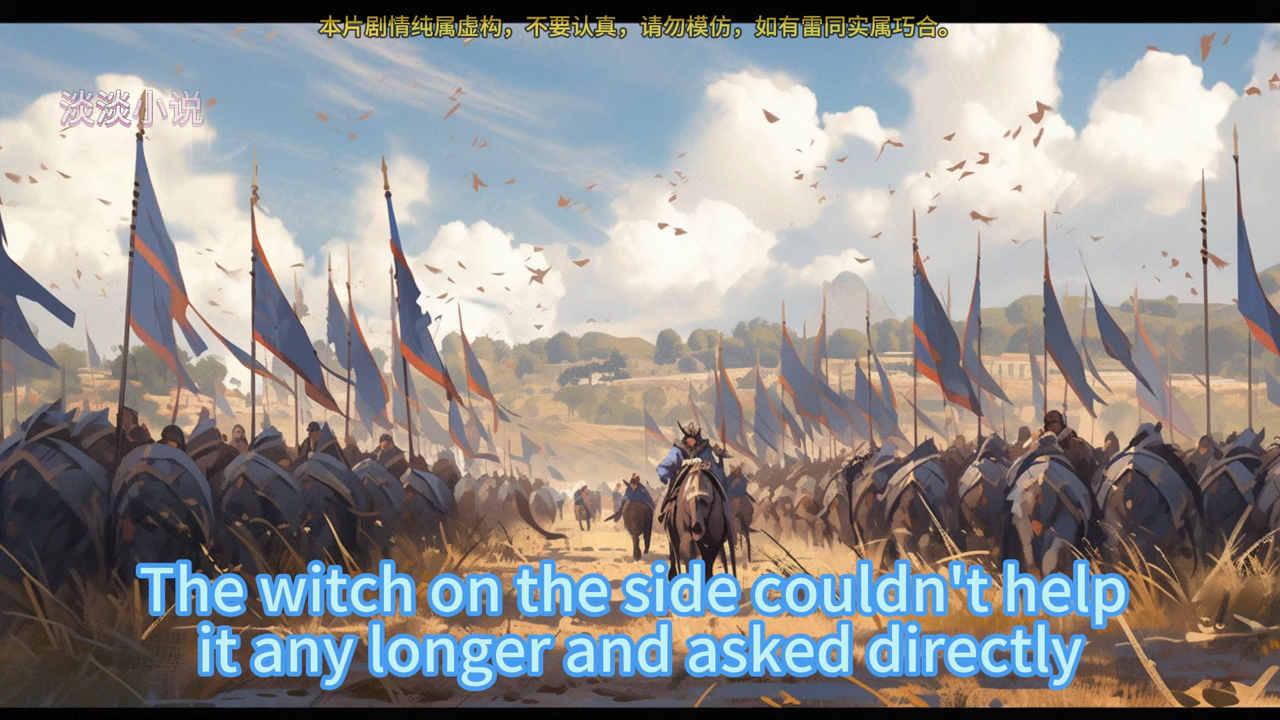 本片剧情纯属虚构，不要认真，请勿模仿，如有雷同实属巧合。
淡淡小说
The witch on the side couldn't help
it any longer and asked directly